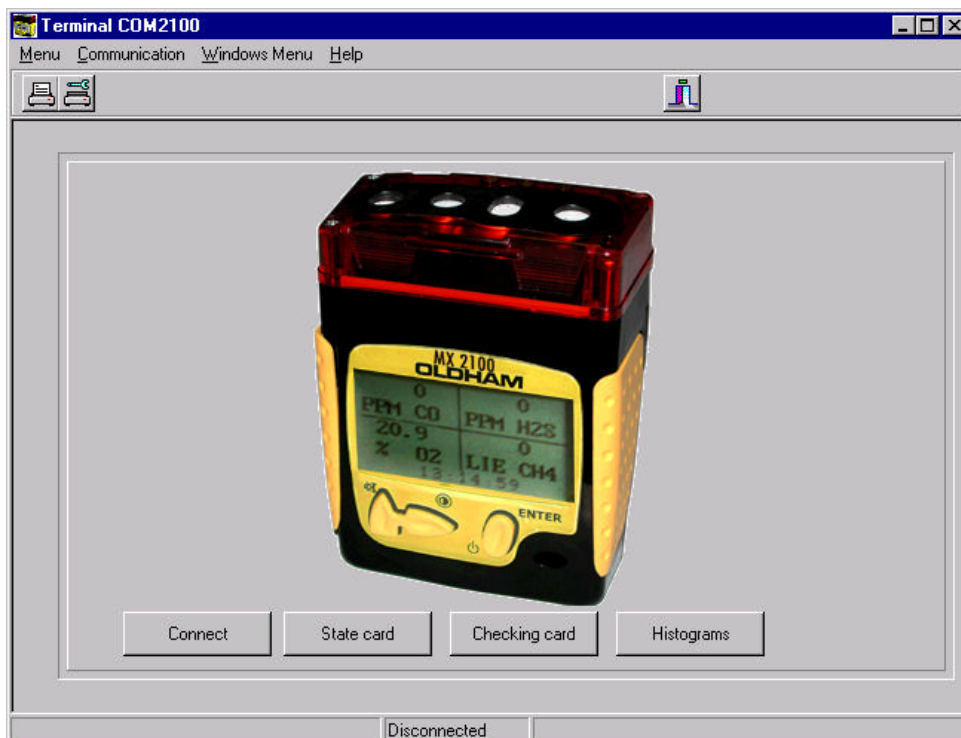 Terminal COM2100
Menu Communication Windows Menu Help
MX 2100
OLDHAM
0 0
PPM CO PPM H2S
20.9 0
% O2 LIE CH4
13_14_59
ENTER
Connect State card Checking card Histograms
Disconnected